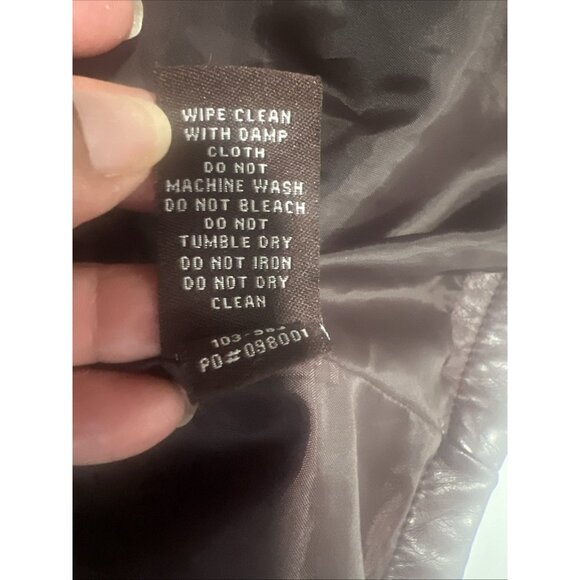 WIPE CLEAN
WITH DAMP
CLOTH
DO NOT
MACHINE WASH
DO NOT BLEACH
DO NOT
TUMBLE DRY
DO NOT IRON
DO NOT DRY
CLEAN
PO#098001